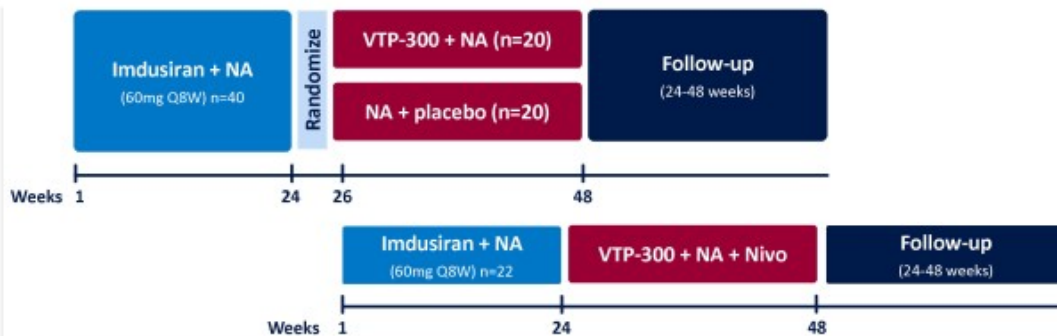 Imdusiran + NA
(60mg Q8W) n=40
Randomize
VTP-300 + NA (n=20)
NA + placebo (n=20)
Follow-up
(24-48 weeks)
Weeks 1 24 26 48
Imdusiran + NA
(60mg Q8W) n=22
VTP-300 + NA + Nivo
Follow-up
(24-48 weeks)
Weeks 1 24 48